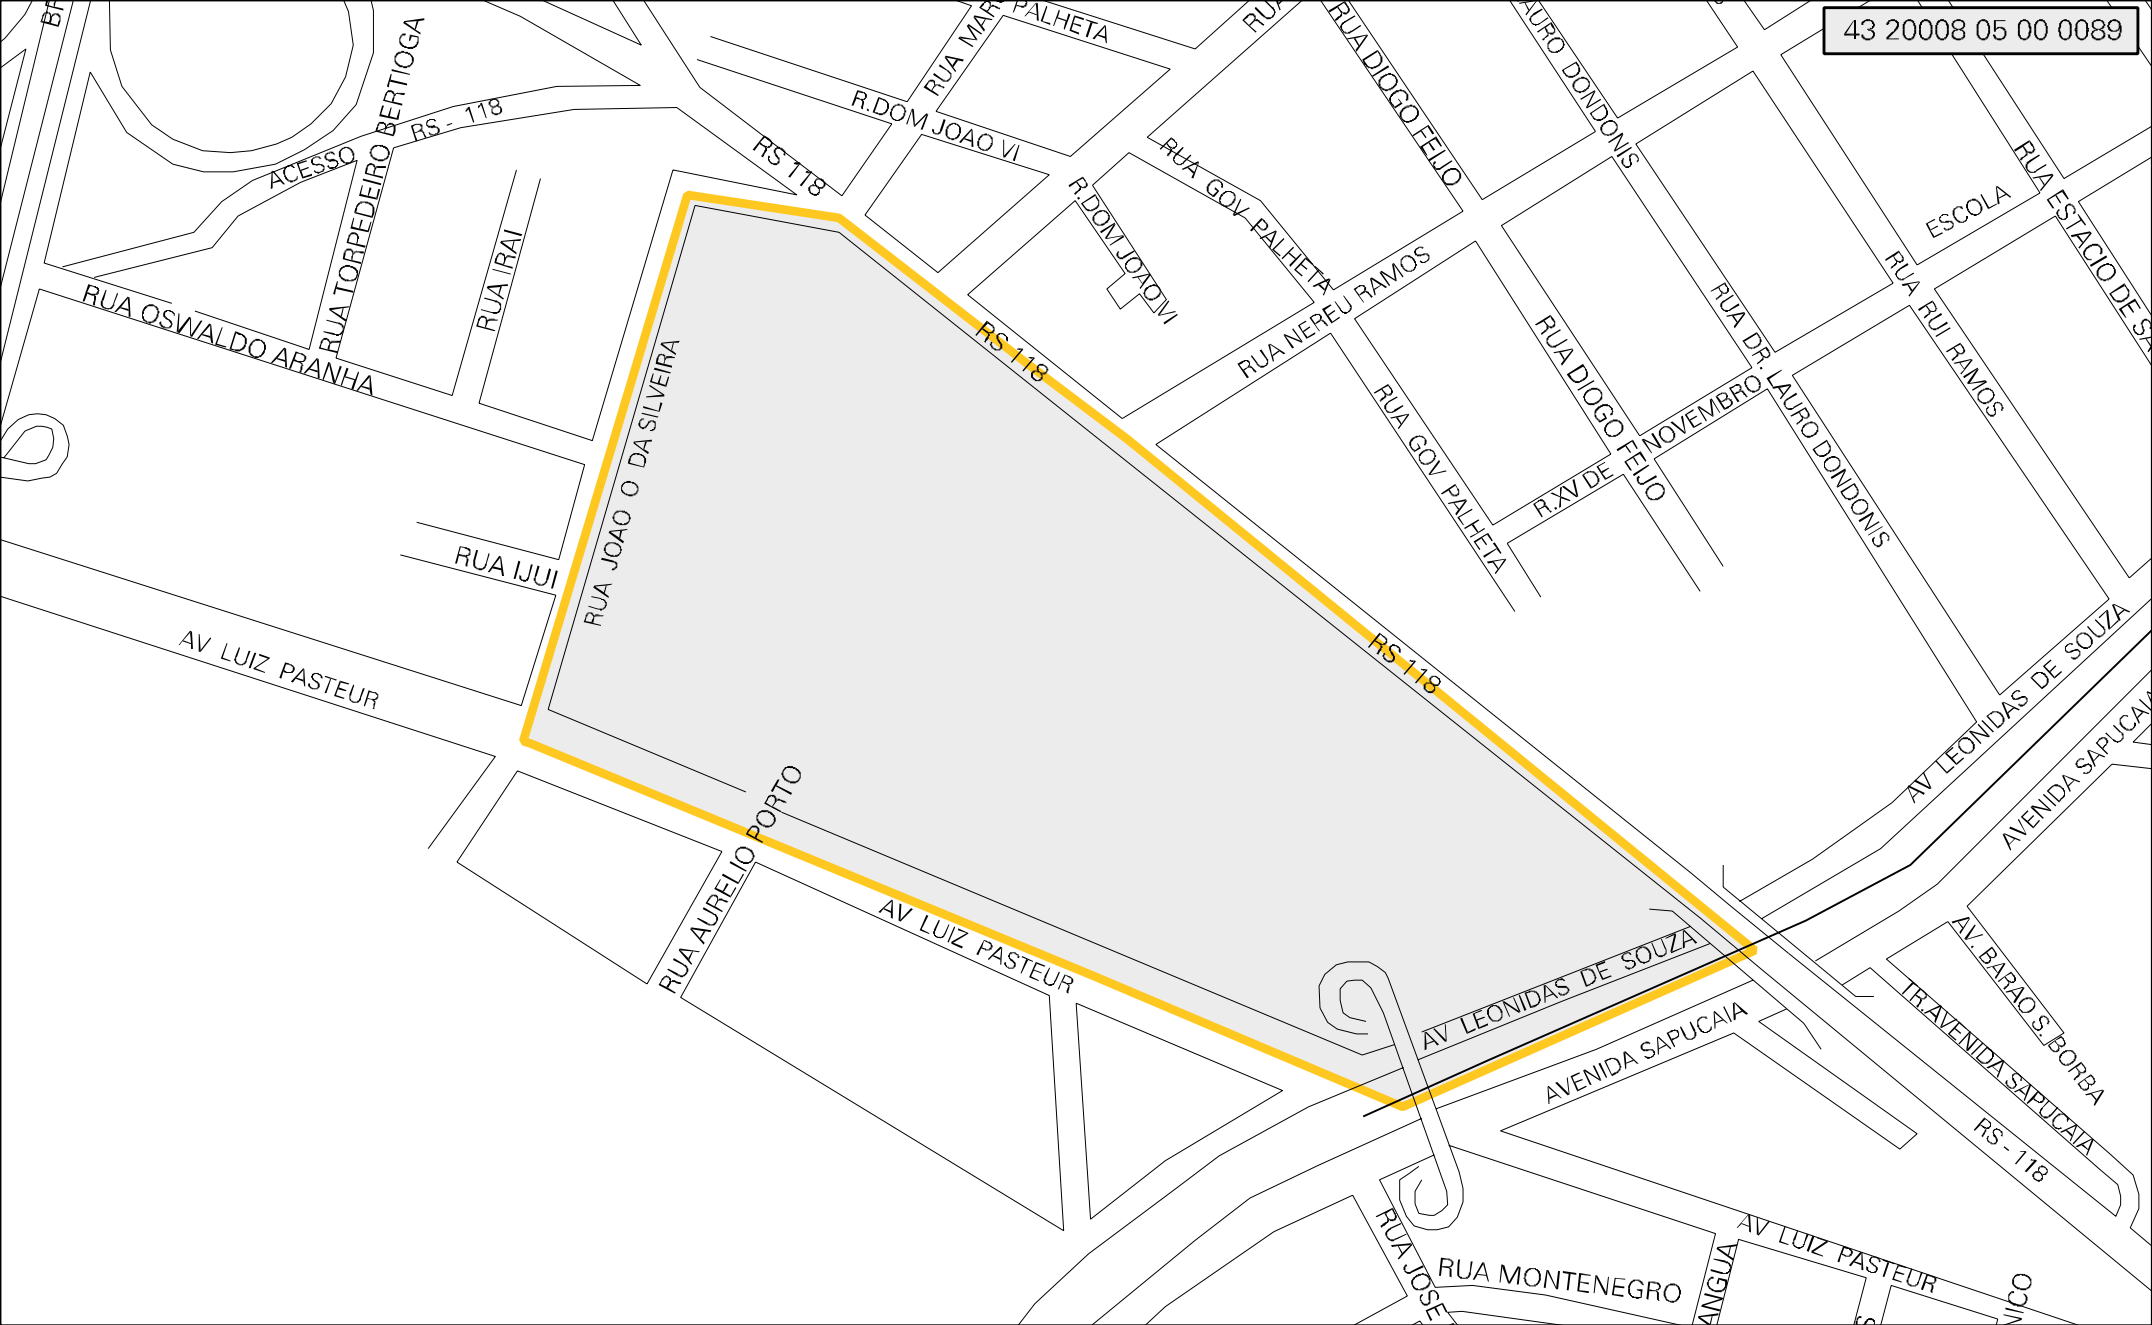 43 20008 05 00 0089
PALHETA
R.DOM JOAO VI
RS 118
ACESSO RS - 118
RUA TORPEDEIRO BERTIOGA
RUA IRAI
RUA OSWALDO ARANHA
RUA DIOGO FEIJO
LAURO DONDONIS
RUA GOV PALHETA
R.DOM JOAO VI
RUA NEREU RAMOS
ESCOLA
RUA ESTACIO DE SA
RUA RUI RAMOS
RUA DR. LAURO DONDONIS
RUA DIOGO FEIJO
R.XV DE NOVEMBRO
RUA GOV PALHETA
RS 118
RUA JOAO O DA SILVEIRA
RUA IJUI
AV LUIZ PASTEUR
RS 118
AV LEONIDAS DE SOUZA
AVENIDA SAPUCAIA
RUA AURELIO PORTO
AV LUIZ PASTEUR
AV LEONIDAS DE SOUZA
AVENIDA SAPUCAIA
AV. BARAO S. BORBA
TR.AVENIDA SAPUCAIA
RS - 118
AV LUIZ PASTEUR
RUA JOSE
RUA MONTENEGRO
ANGUA
NICO